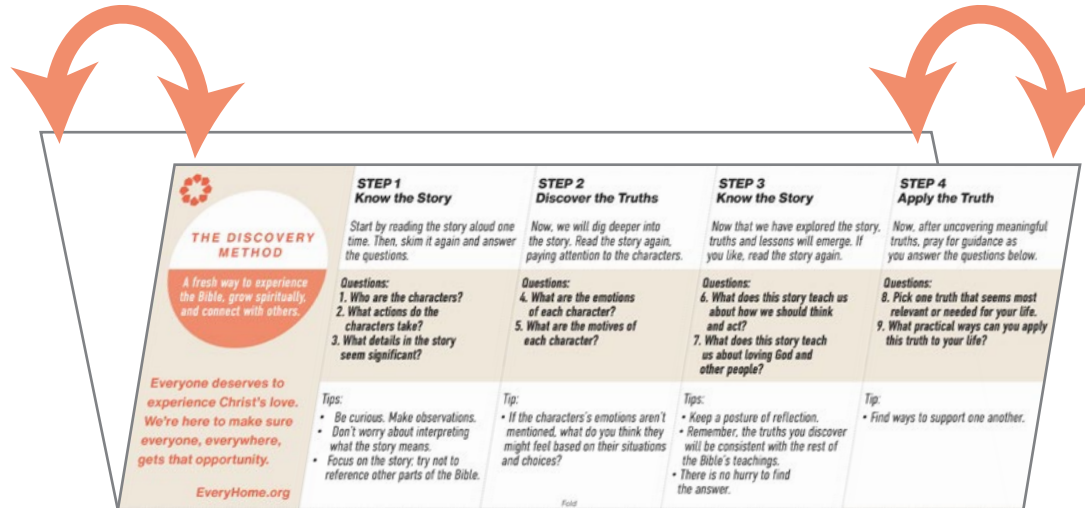 THE DISCOVERY
METHOD
A fresh way to experience
the Bible, grow spiritually,
and connect with others.
Everyone deserves to
experience Christ's love.
We're here to make sure
everyone, everywhere,
gets that opportunity.
EveryHome.org
STEP 1
Know the Story
Start by reading the story aloud one
time. Then, skim it again and answer
the questions.
Questions:
1. Who are the characters?
2. What actions do the
characters take?
3. What details in the story
seem significant?
Tips:
• Be curious. Make observations.
• Don't worry about interpreting
what the story means.
• Focus on the story; try not to
reference other parts of the Bible.
STEP 2
Discover the Truths
Now, we will dig deeper into
the story. Read the story again,
paying attention to the characters.
Questions:
4. What are the emotions
of each character?
5. What are the motives of
each character?
Tip:
• If the characters's emotions aren't
mentioned, what do you think they
might feel based on their situations
and choices?
Fold
STEP 3
Know the Story
Now that we have explored the story,
truths and lessons will emerge. If
you like, read the story again.
Questions:
6. What does this story teach us
about how we should think
and act?
7. What does this story teach
us about loving God and
other people?
Tips:
• Keep a posture of reflection.
• Remember, the truths you discover
will be consistent with the rest of
the Bible's teachings.
• There is no hurry to find
the answer.
STEP 4
Apply the Truth
Now, after uncovering meaningful
truths, pray for guidance as
you answer the questions below.
Questions:
8. Pick one truth that seems most
relevant or needed for your life.
9. What practical ways can you apply
this truth to your life?
Tip:
• Find ways to support one another.